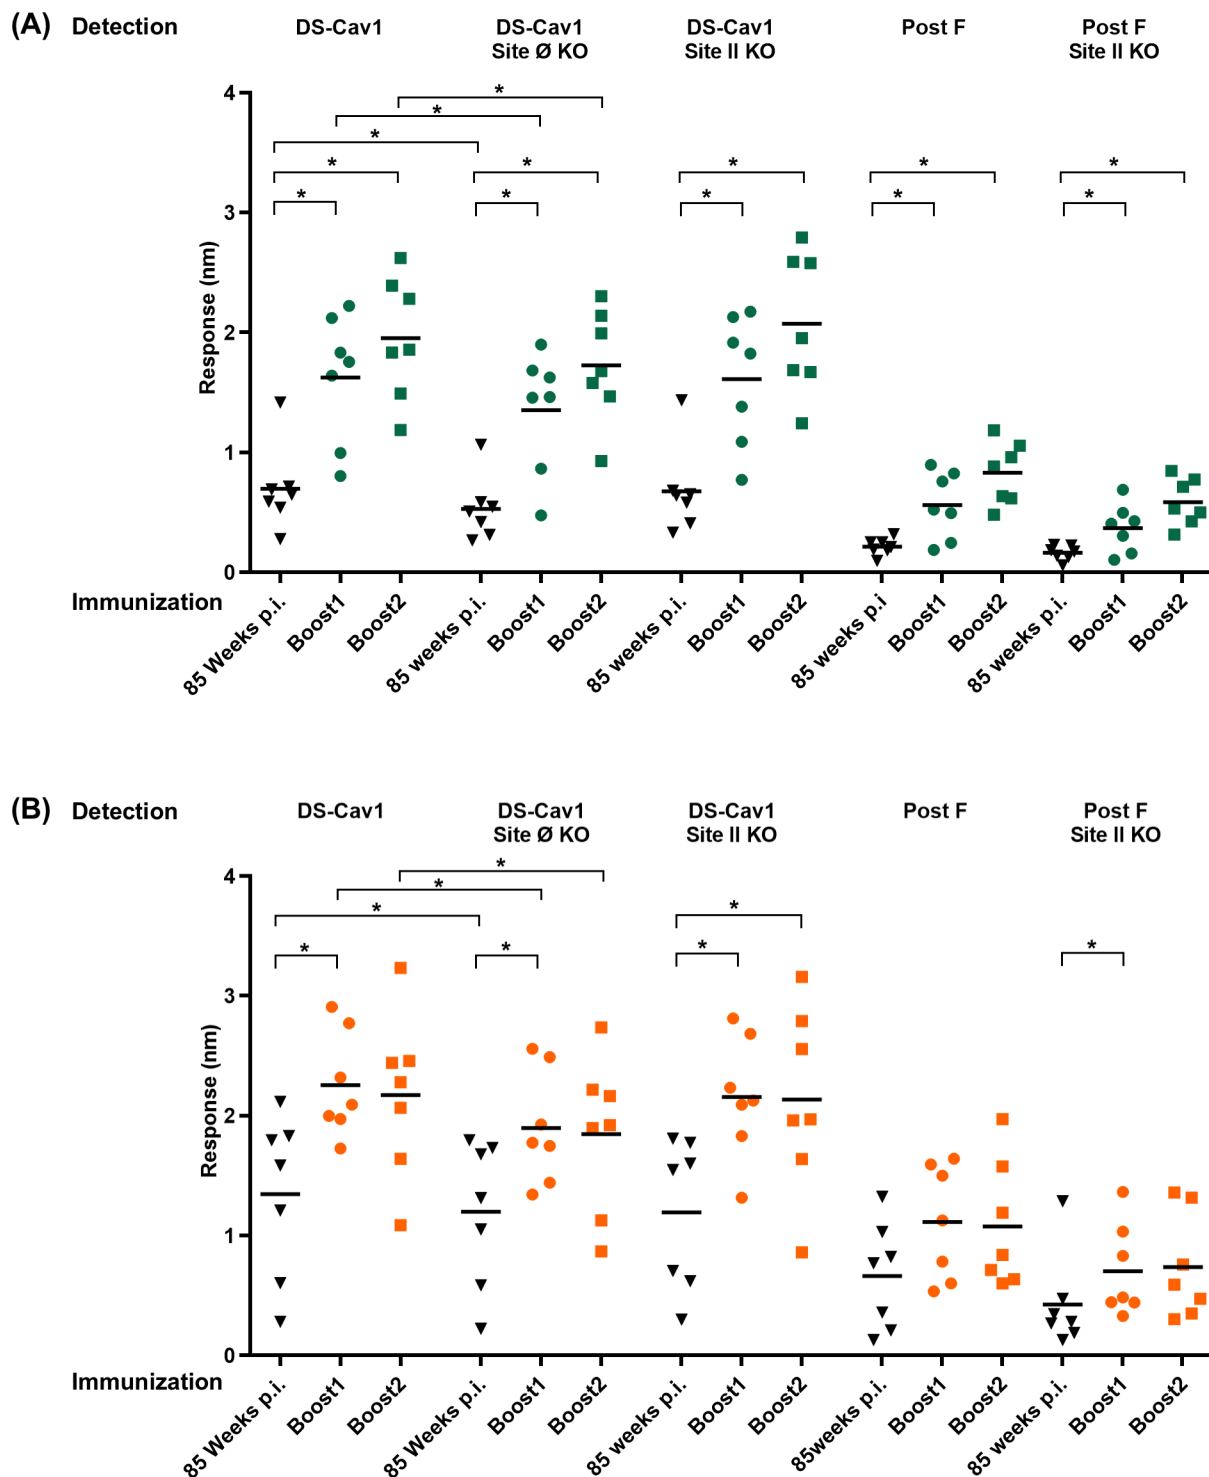 (A) Detection DS-Cav1 DS-Cav1 DS-Cav1 Post F Post F
Site Ø KO Site II KO Site II KO
* * * * * * * * * * * * *
4
3
2
1
0
Response (nm)
Immunization
85 Weeks p.i. Boost1 Boost2 85 weeks p.i. Boost1 Boost2 85 weeks p.i. Boost1 Boost2 85 weeks p.i Boost1 Boost2 85 weeks p.i. Boost1 Boost2
(B) Detection DS-Cav1 DS-Cav1 DS-Cav1 Post F Post F
Site Ø KO Site II KO Site II KO
* * * * * * * *
4
3
2
1
0
Response (nm)
Immunization
85 Weeks p.i. Boost1 Boost2 85 Weeks p.i. Boost1 Boost2 85 weeks p.i. Boost1 Boost2 85weeks p.i. Boost1 Boost2 85 weeks p.i. Boost1 Boost2